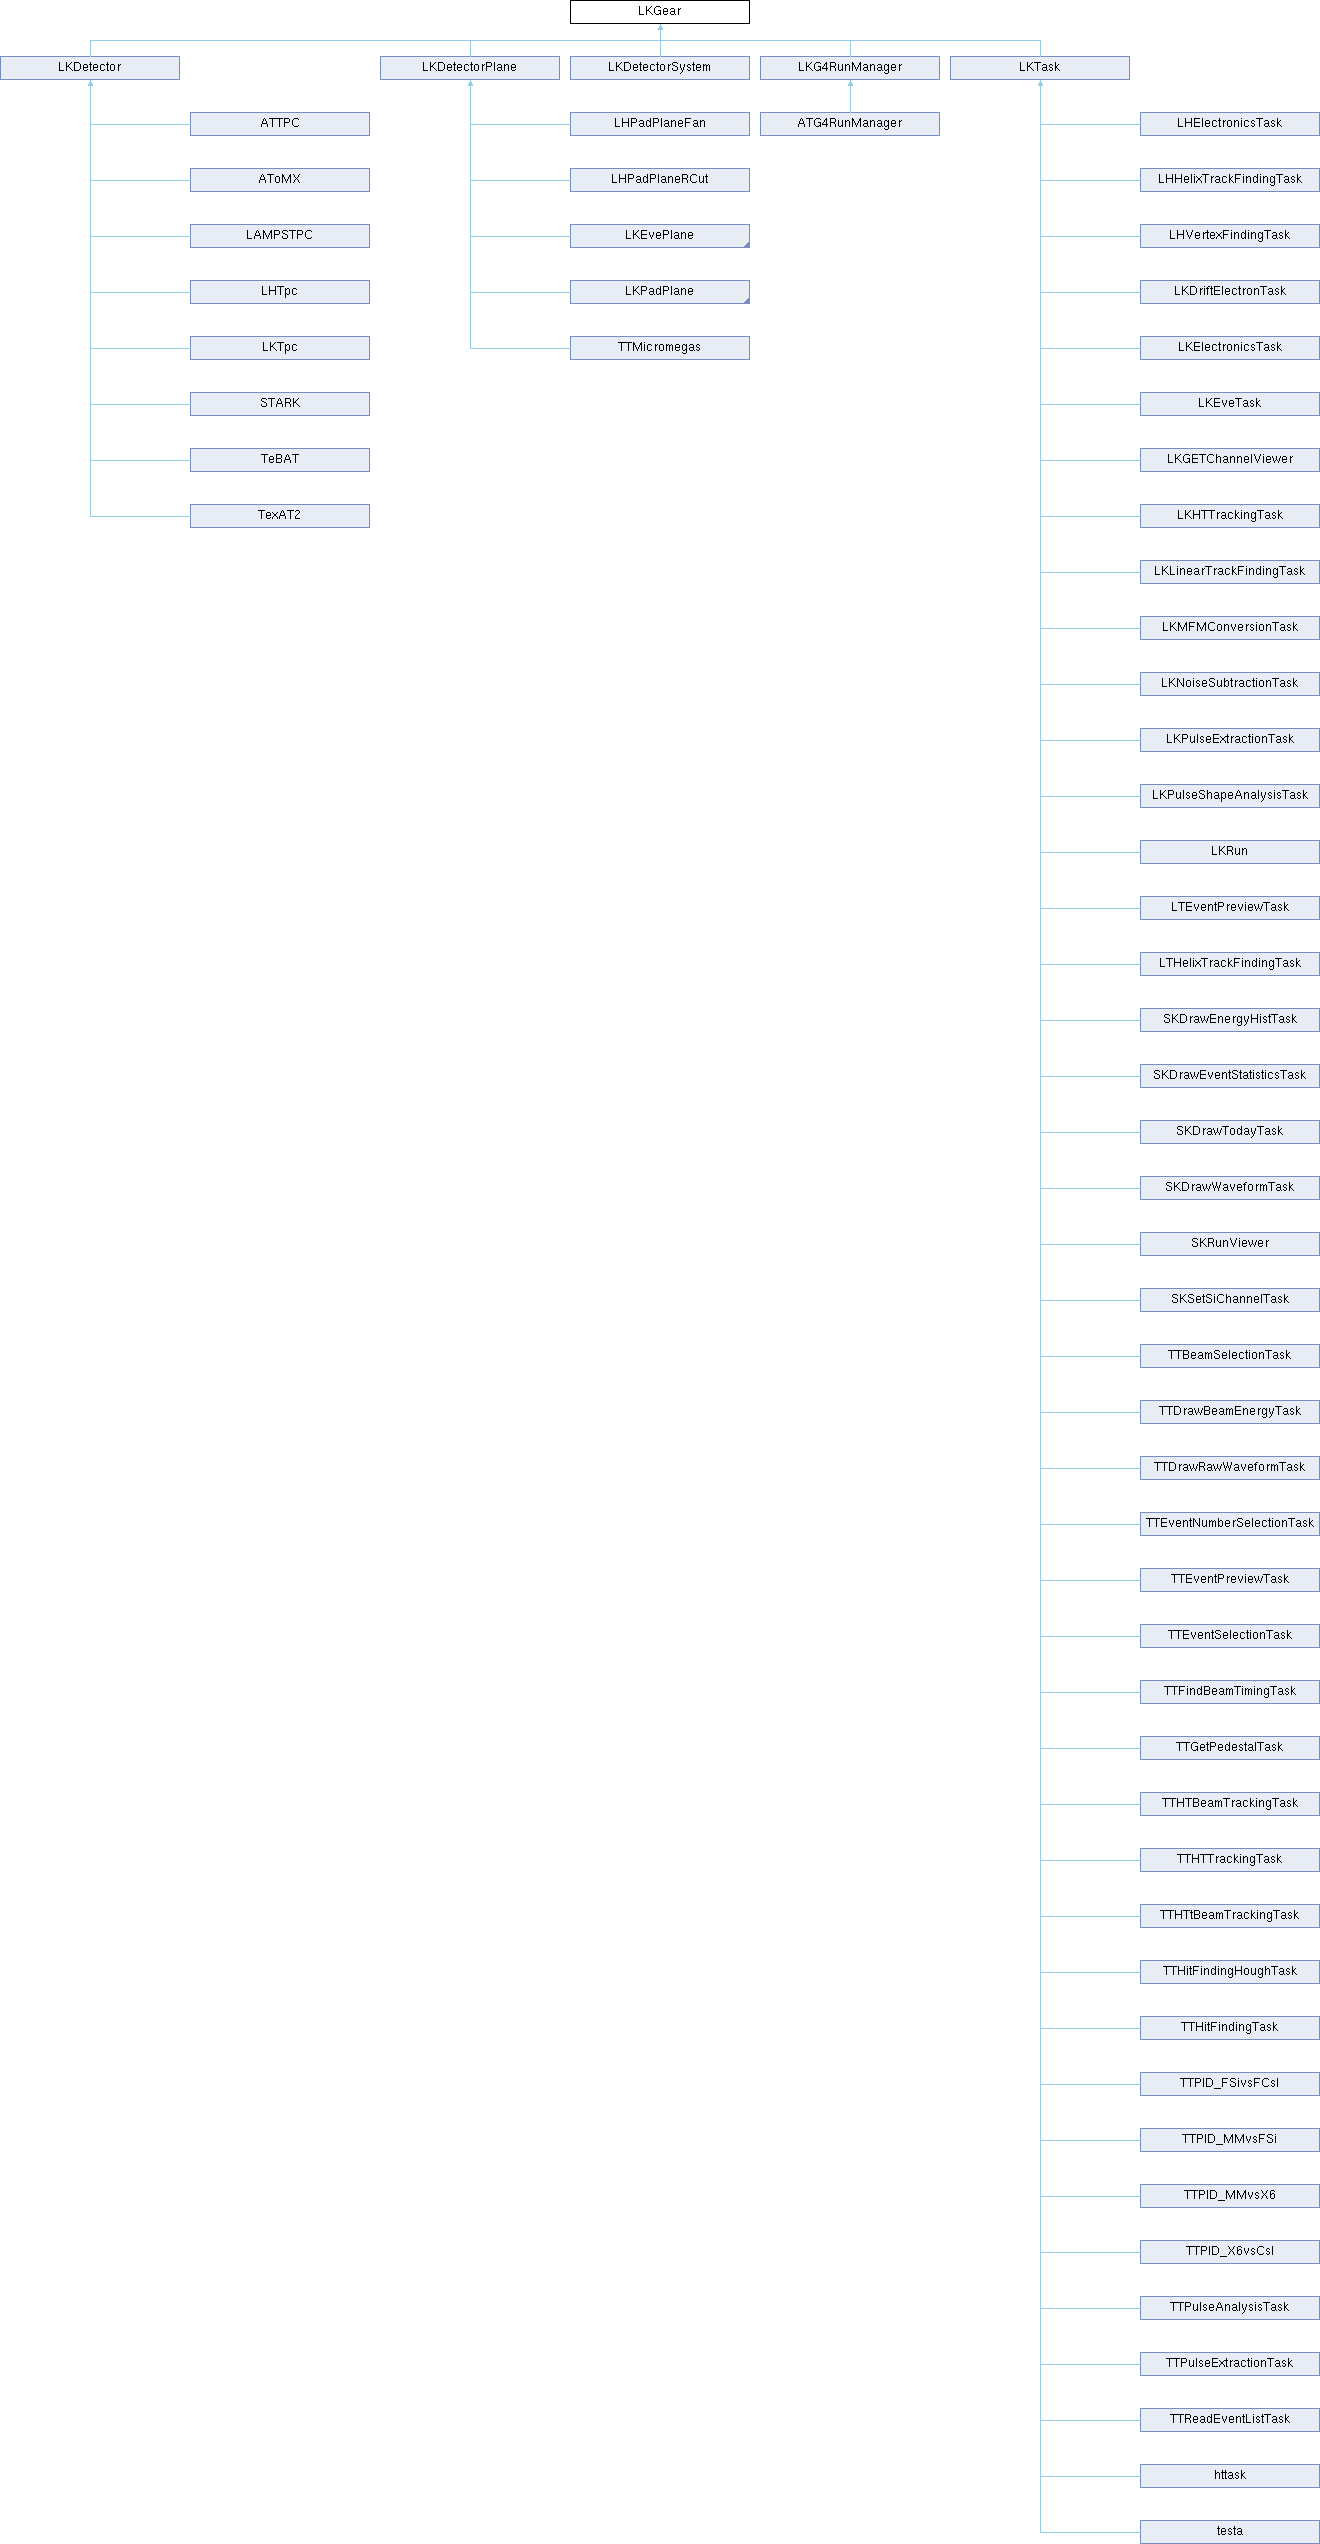 LKGear
LKDetector LKDetectorPlane LKDetectorSystem LKG4RunManager LKTask
ATTPC LHPadPlaneFan ATG4RunManager LHElectronicsTask
AToMX LHPadPlaneRCut LHHelixTrackFindingTask
LAMPSTPC LKEvePlane LHVertexFindingTask
LHTpc LKPadPlane LKDriftElectronTask
LKTpc TTMicromegas LKElectronicsTask
STARK LKEveTask
TeBAT LKGETChannelViewer
TexAT2 LKHTTrackingTask
LKLinearTrackFindingTask
LKMFMConversionTask
LKNoiseSubtractionTask
LKPulseExtractionTask
LKPulseShapeAnalysisTask
LKRun
LTEventPreviewTask
LTHelixTrackFindingTask
SKDrawEnergyHistTask
SKDrawEventStatisticsTask
SKDrawTodayTask
SKDrawWaveformTask
SKRunViewer
SKSetSiChannelTask
TTBeamSelectionTask
TTDrawBeamEnergyTask
TTDrawRawWaveformTask
TTEventNumberSelectionTask
TTEventPreviewTask
TTEventSelectionTask
TTFindBeamTimingTask
TTGetPedestalTask
TTHTBeamTrackingTask
TTHTTrackingTask
TTHTtBeamTrackingTask
TTHitFindingHoughTask
TTHitFindingTask
TTPID_FSivsFCsI
TTPID_MMvsFSi
TTPID_MMvsX6
TTPID_X6vsCsI
TTPulseAnalysisTask
TTPulseExtractionTask
TTReadEventListTask
httask
testa